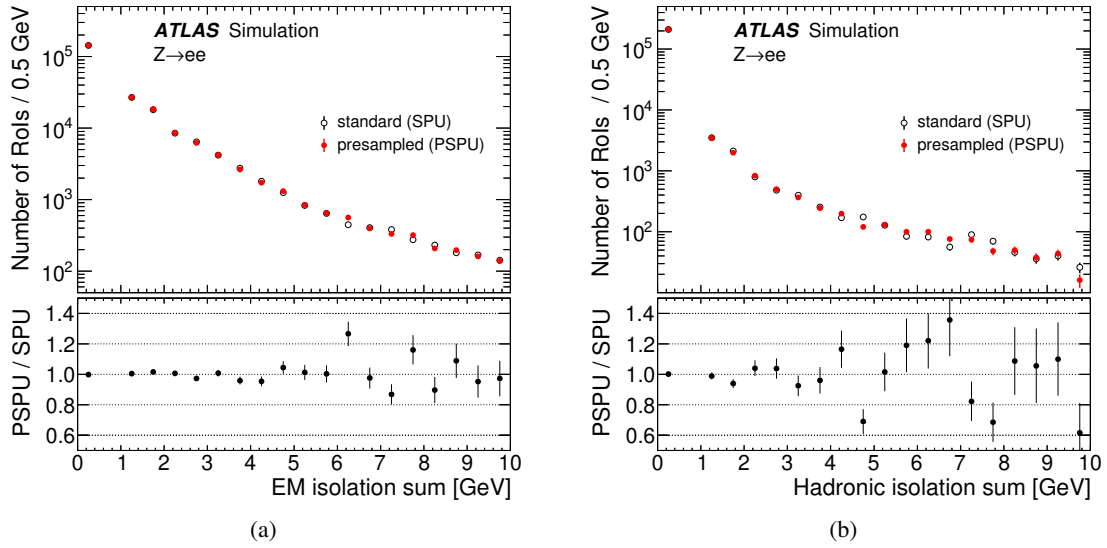 ATLAS Simulation
Z→ee
standard (SPU)
presampled (PSPU)
Number of RoIs / 0.5 GeV
10^5
10^4
10^3
10^2
PSPU / SPU
1.4
1.2
1.0
0.8
0.6
0 1 2 3 4 5 6 7 8 9 10
EM isolation sum [GeV]
(a)
ATLAS Simulation
Z→ee
standard (SPU)
presampled (PSPU)
Number of RoIs / 0.5 GeV
10^5
10^4
10^3
10^2
PSPU / SPU
1.4
1.2
1.0
0.8
0.6
0 1 2 3 4 5 6 7 8 9 10
Hadronic isolation sum [GeV]
(b)